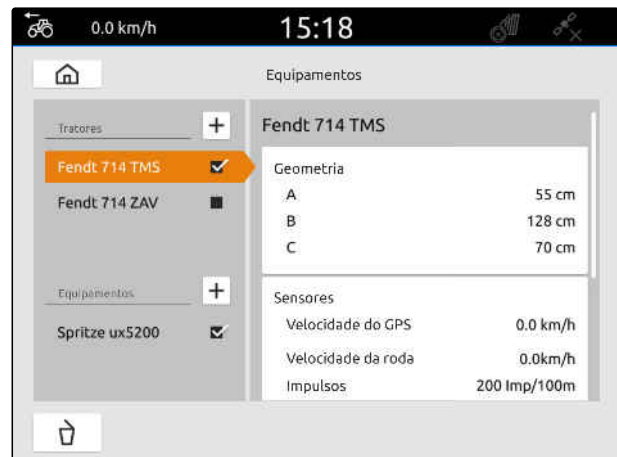 0.0 km/h
15:18
Equipamentos
Tratores
Fendt 714 TMS
Fendt 714 ZAV
Equipamentos
Spritze ux5200
Fendt 714 TMS
Geometria
A 55 cm
B 128 cm
C 70 cm
Sensores
Velocidade do GPS 0.0 km/h
Velocidade da roda 0.0km/h
Impulsos 200 Imp/100m